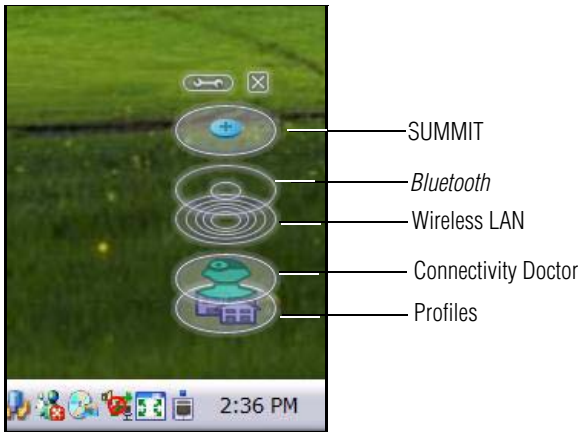 SUMMIT
Bluetooth
Wireless LAN
Connectivity Doctor
Profiles
2:36 PM